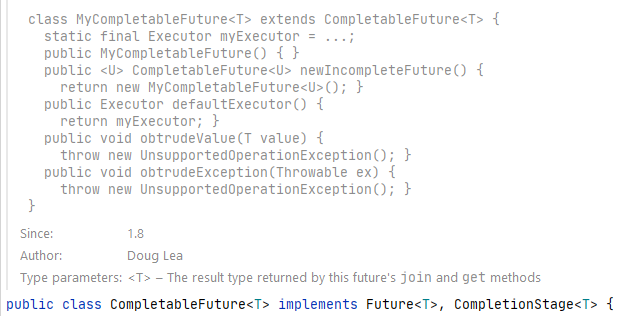 class MyCompletableFuture<T> extends CompletableFuture<T> {
  static final Executor myExecutor = ...;
  public MyCompletableFuture() { }
  public <U> CompletableFuture<U> newIncompleteFuture() {
    return new MyCompletableFuture<U>(); }
  public Executor defaultExecutor() {
    return myExecutor; }
  public void obtrudeValue(T value) {
    throw new UnsupportedOperationException(); }
  public void obtrudeException(Throwable ex) {
    throw new UnsupportedOperationException(); }
}
Since: 1.8
Author: Doug Lea
Type parameters: <T> – The result type returned by this future's join and get methods
public class CompletableFuture<T> implements Future<T>, CompletionStage<T> {